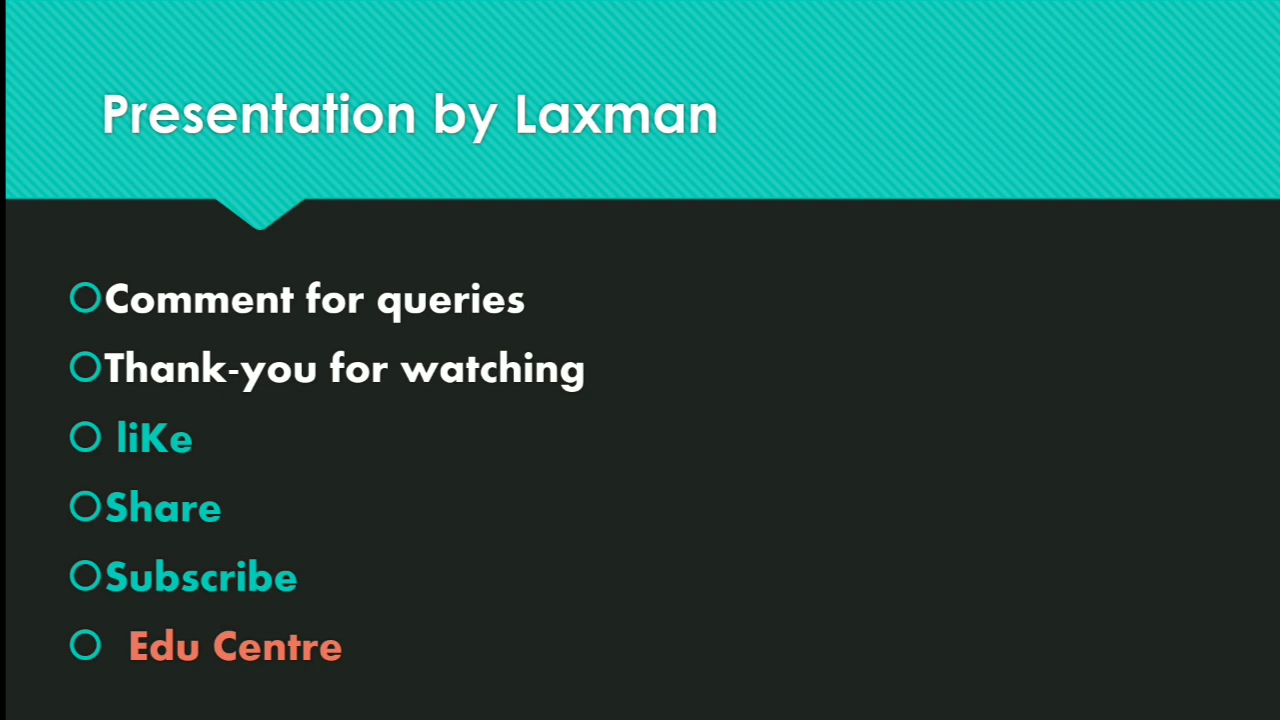 Presentation by Laxman
Comment for queries
Thank-you for watching
liKe
Share
Subscribe
Edu Centre